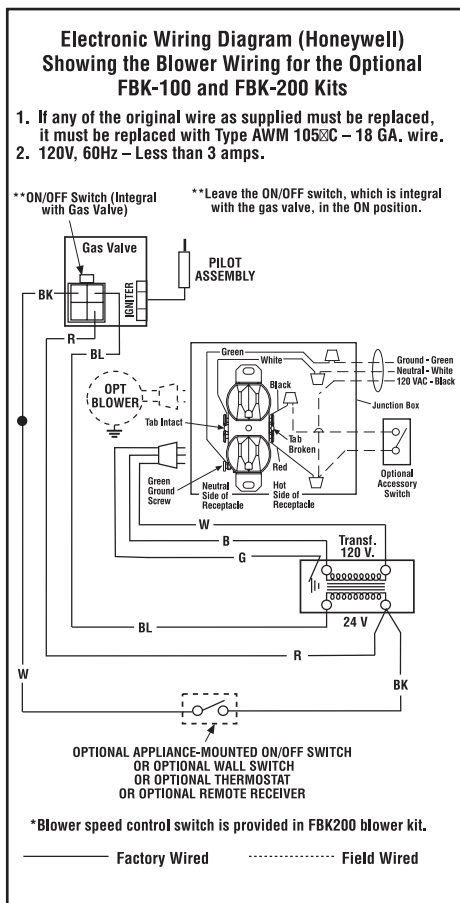 Electronic Wiring Diagram (Honeywell)
Showing the Blower Wiring for the Optional
FBK-100 and FBK-200 Kits
1. If any of the original wire as supplied must be replaced,
it must be replaced with Type AWM 105☒C – 18 GA. wire.
2. 120V, 60Hz – Less than 3 amps.
**ON/OFF Switch (Integral
with Gas Valve)
**Leave the ON/OFF switch, which is integral
with the gas valve, in the ON position.
Gas Valve
IGNITER
PILOT
ASSEMBLY
BK
R
BL
Green
White
Ground - Green
Neutral - White
120 VAC - Black
OPT
BLOWER
Black
Junction Box
Tab Intact
Tab
Broken
Red
Green
Ground
Screw
Neutral
Side of
Receptacle
Hot
Side of
Receptacle
Optional
Accessory
Switch
W
B
G
Transf.
120 V.
24 V
BL
R
W
BK
OPTIONAL APPLIANCE-MOUNTED ON/OFF SWITCH
OR OPTIONAL WALL SWITCH
OR OPTIONAL THERMOSTAT
OR OPTIONAL REMOTE RECEIVER
*Blower speed control switch is provided in FBK200 blower kit.
Factory Wired
Field Wired